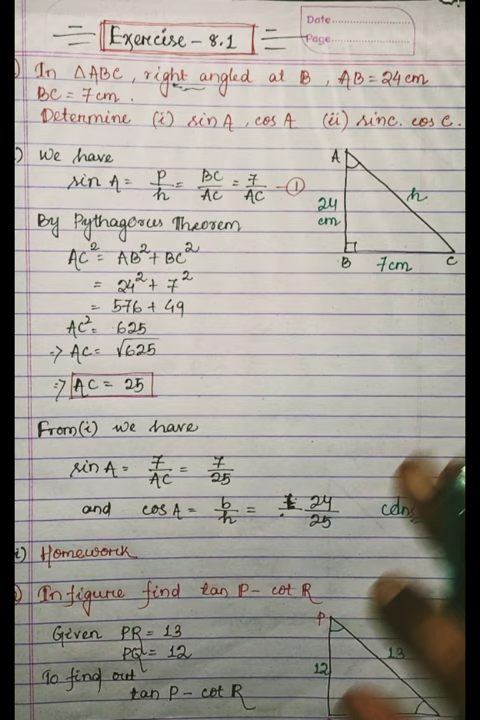 Date
Page
Exercise - 8.1
In △ABC, right angled at B, AB = 24 cm
BC = 7 cm.
Determine (i) sin A, cos A (ii) sin c. cos c.
We have
sin A = P/h = BC/AC = 7/AC - ①
By Pythagorus Theorem
AC² = AB² + BC²
= 24² + 7²
= 576 + 49
AC² = 625
=> AC = √625
=> AC = 25
A
24 cm
h
B
7cm
C
From (i) we have
sin A = 7/AC = 7/25
and cos A = b/h = 24/25
i) Homework
In figure find tan P - cot R
Given PR = 13
PQ = 12
To find out
tan P - cot R
P
12
13